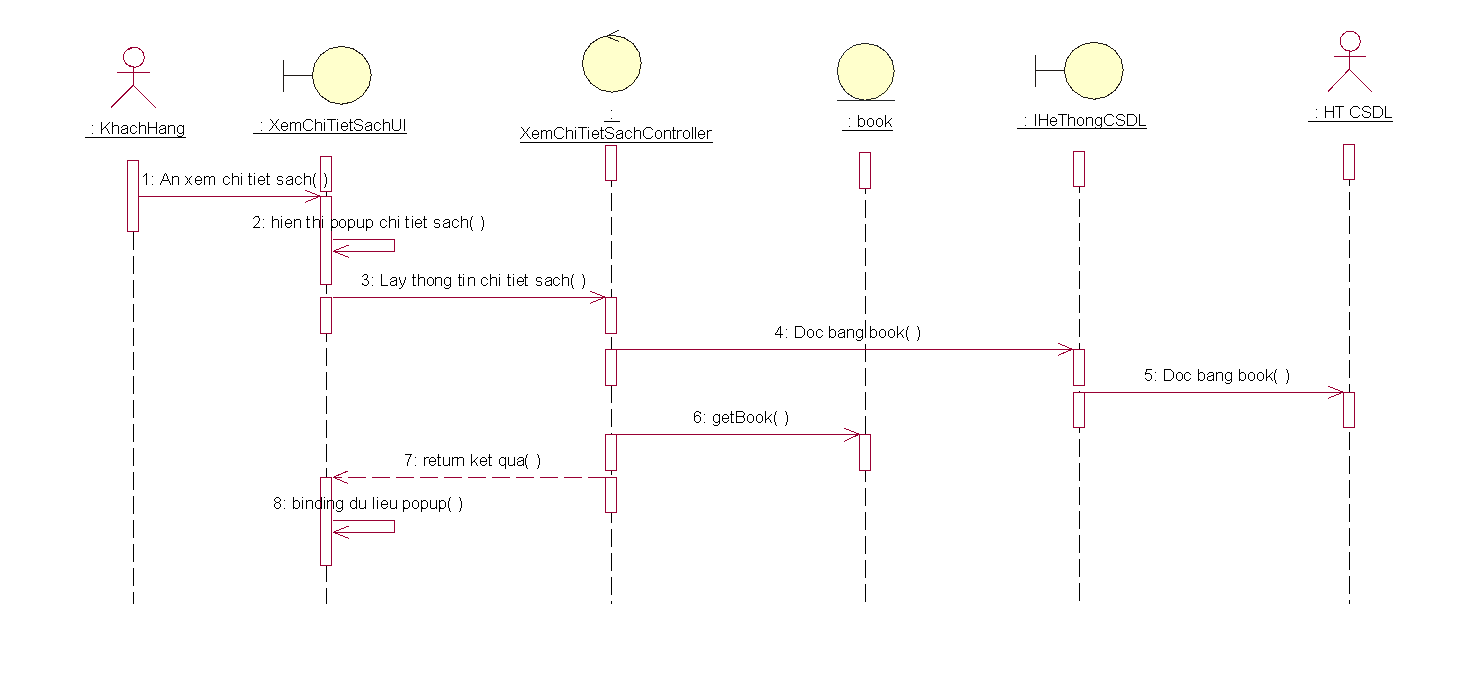 : KhachHang
: XemChiTietSachUI
:
XemChiTietSachController
: book
: IHeThongCSDL
: HT CSDL
1: An xem chi tiet sach( )
2: hien thi popup chi tiet sach( )
3: Lay thong tin chi tiet sach( )
4: Doc bang book( )
5: Doc bang book( )
6: getBook( )
7: return ket qua( )
8: binding du lieu popup( )